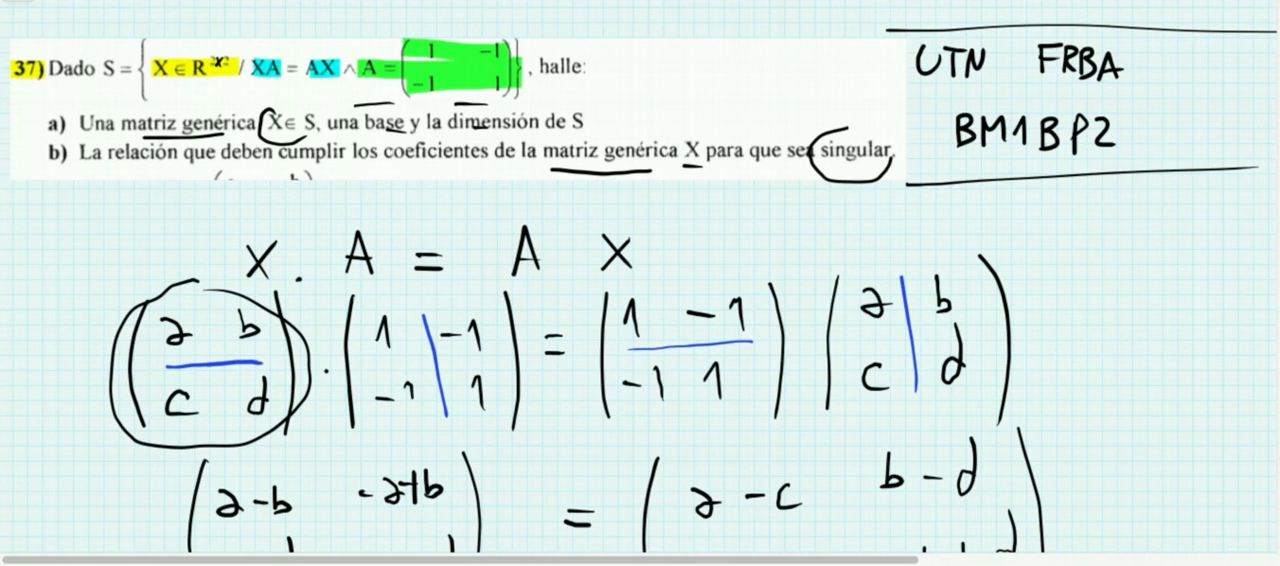 37) Dado S = { X ∈ R²ˣ² / XA = AX ∧ A = ( 1 −1 ) } , halle:
( −1 1 )
a) Una matriz genérica X ∈ S, una base y la dimensión de S
b) La relación que deben cumplir los coeficientes de la matriz genérica X para que sea singular.
UTN FRBA
BM1BP2
X . A = A X
( a b ) . ( 1 -1 ) = ( 1 -1 ) ( a b )
( c d ) ( -1 1 ) ( -1 1 ) ( c d )
( a-b -a+b ) = ( a-c b-d )